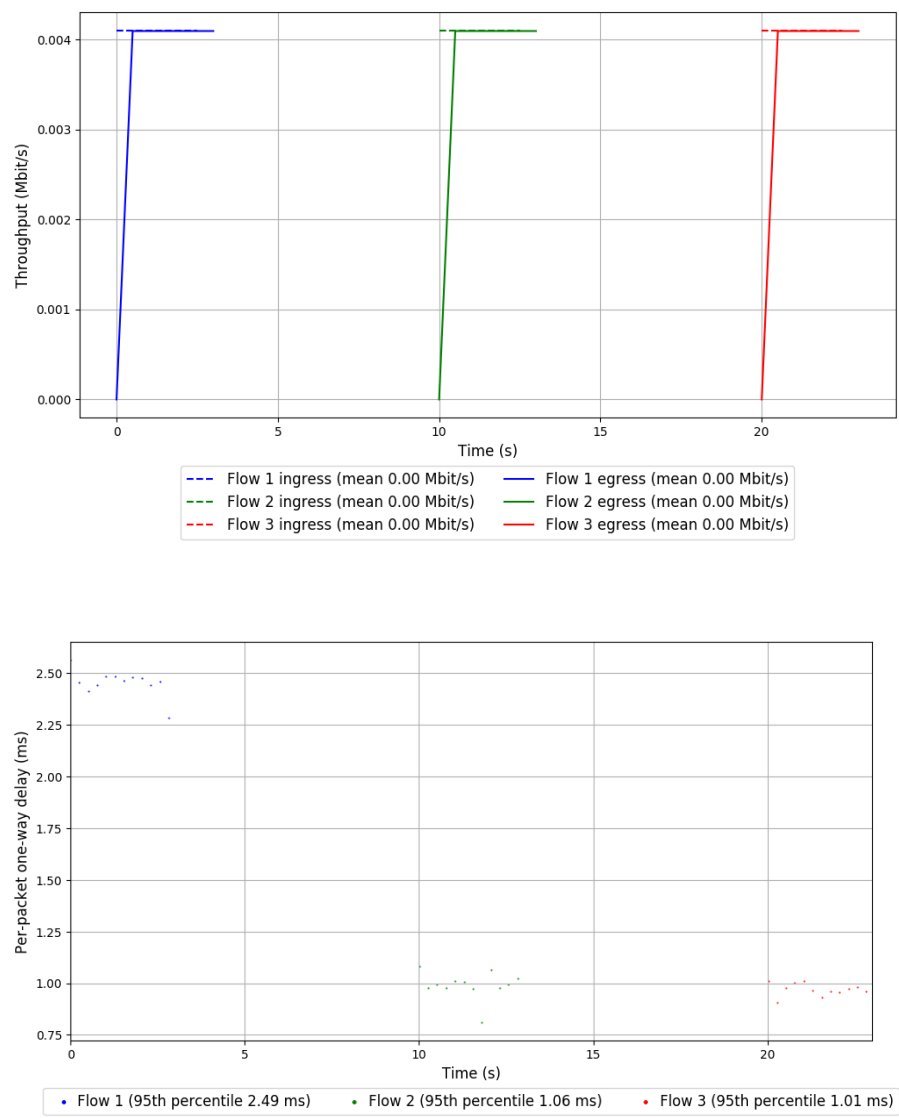 0.004
0.003
0.002
0.001
0.000
Throughput (Mbit/s)
0 5 10 15 20
Time (s)
Flow 1 ingress (mean 0.00 Mbit/s) Flow 1 egress (mean 0.00 Mbit/s)
Flow 2 ingress (mean 0.00 Mbit/s) Flow 2 egress (mean 0.00 Mbit/s)
Flow 3 ingress (mean 0.00 Mbit/s) Flow 3 egress (mean 0.00 Mbit/s)
2.50
2.25
2.00
1.75
1.50
1.25
1.00
0.75
Per-packet one-way delay (ms)
0 5 10 15 20
Time (s)
Flow 1 (95th percentile 2.49 ms) Flow 2 (95th percentile 1.06 ms) Flow 3 (95th percentile 1.01 ms)